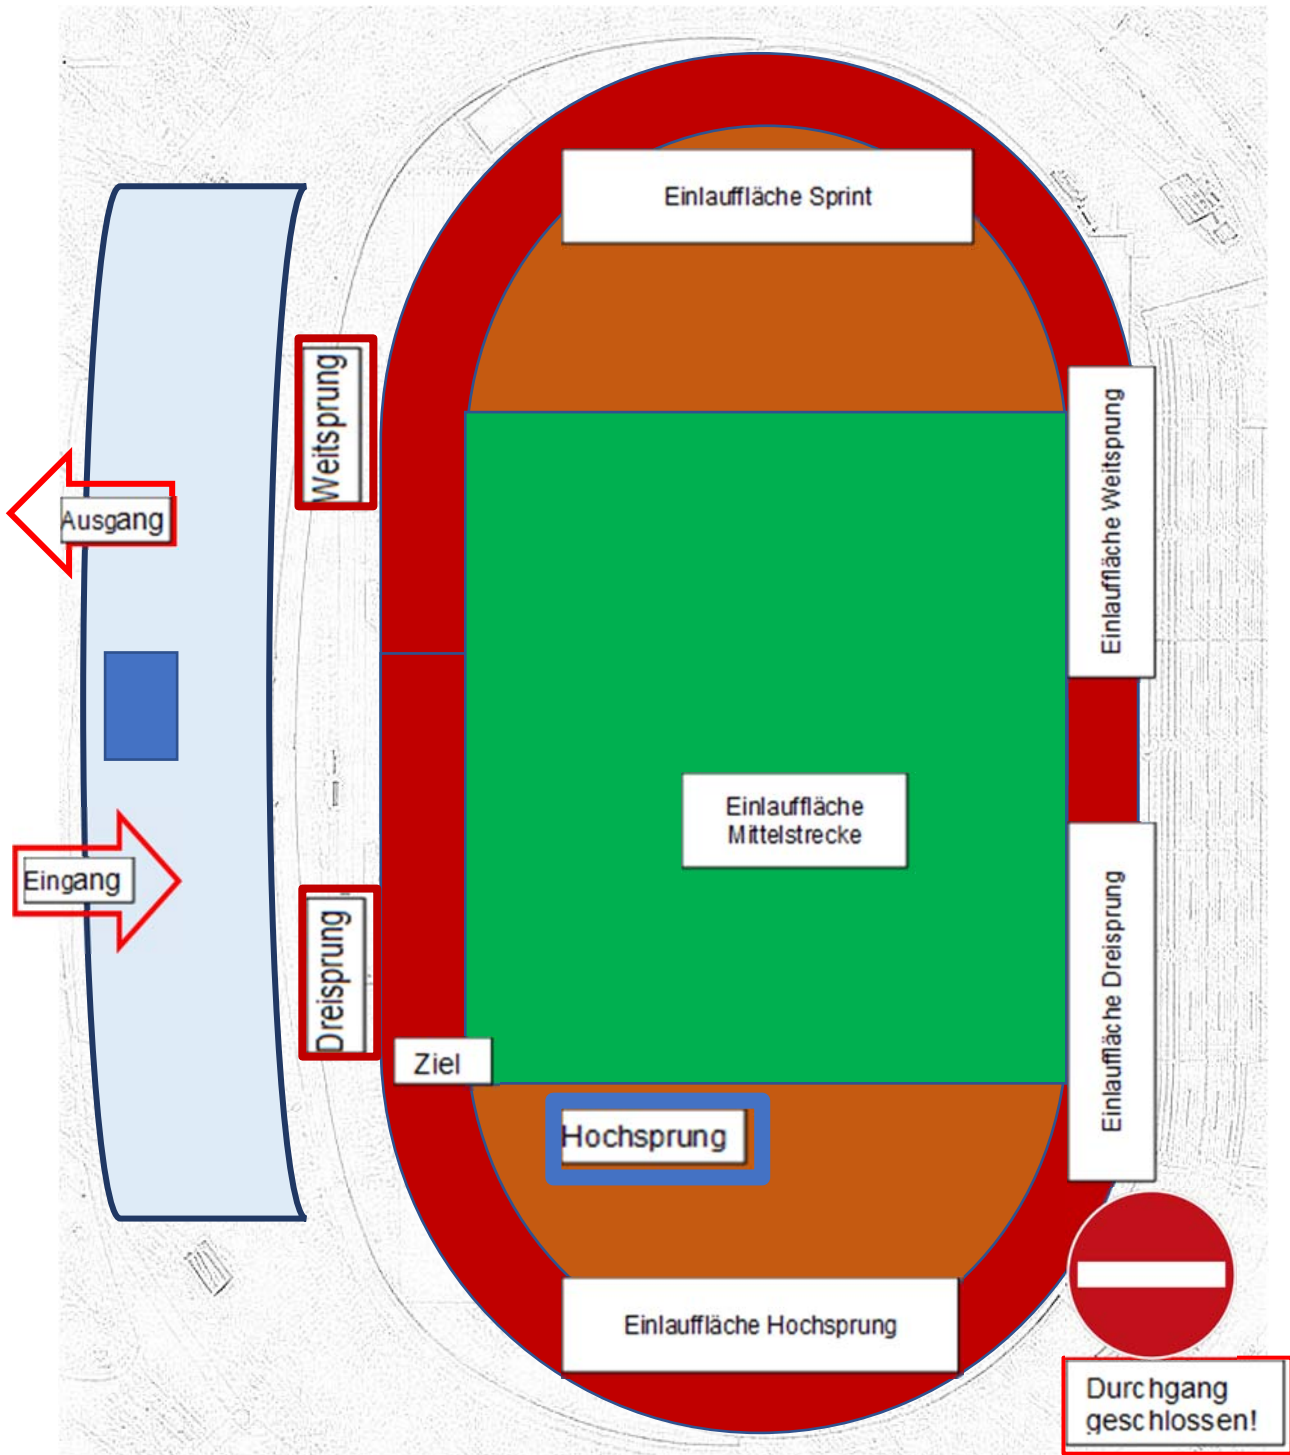 Einlauffläche Sprint
Weitsprung
Einlauffläche Weitsprung
Ausgang
Einlauffläche
Mittelstrecke
Eingang
Dreisprung
Einlauffläche Dreisprung
Ziel
Hochsprung
Einlauffläche Hochsprung
Durchgang
geschlossen!